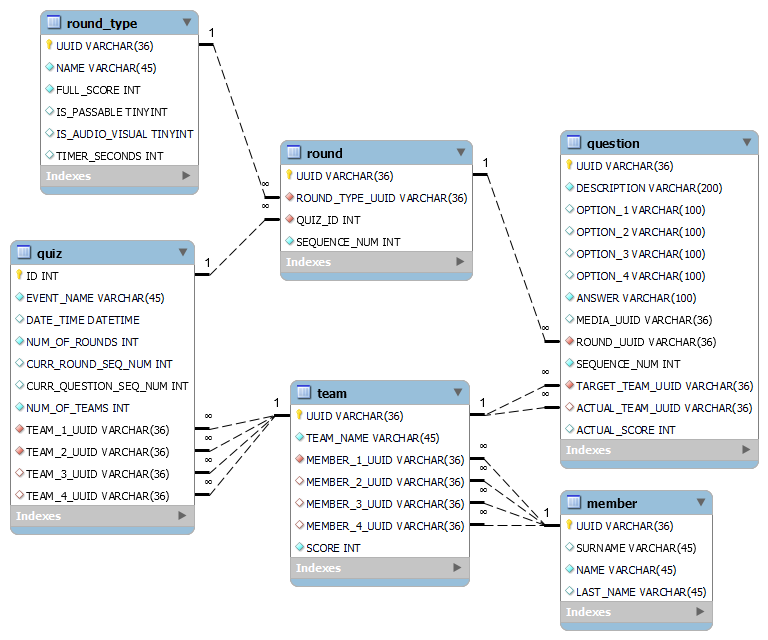 round_type
UUID VARCHAR(36)
NAME VARCHAR(45)
FULL_SCORE INT
IS_PASSABLE TINYINT
IS_AUDIO_VISUAL TINYINT
TIMER_SECONDS INT
Indexes
1
∞
∞
1
round
UUID VARCHAR(36)
ROUND_TYPE_UUID VARCHAR(36)
QUIZ_ID INT
SEQUENCE_NUM INT
Indexes
1
∞
question
UUID VARCHAR(36)
DESCRIPTION VARCHAR(200)
OPTION_1 VARCHAR(100)
OPTION_2 VARCHAR(100)
OPTION_3 VARCHAR(100)
OPTION_4 VARCHAR(100)
ANSWER VARCHAR(100)
MEDIA_UUID VARCHAR(36)
ROUND_UUID VARCHAR(36)
SEQUENCE_NUM INT
TARGET_TEAM_UUID VARCHAR(36)
ACTUAL_TEAM_UUID VARCHAR(36)
ACTUAL_SCORE INT
Indexes
quiz
ID INT
EVENT_NAME VARCHAR(45)
DATE_TIME DATETIME
NUM_OF_ROUNDS INT
CURR_ROUND_SEQ_NUM INT
CURR_QUESTION_SEQ_NUM INT
NUM_OF_TEAMS INT
TEAM_1_UUID VARCHAR(36)
TEAM_2_UUID VARCHAR(36)
TEAM_3_UUID VARCHAR(36)
TEAM_4_UUID VARCHAR(36)
Indexes
∞
∞
∞
∞
1
team
UUID VARCHAR(36)
TEAM_NAME VARCHAR(45)
MEMBER_1_UUID VARCHAR(36)
MEMBER_2_UUID VARCHAR(36)
MEMBER_3_UUID VARCHAR(36)
MEMBER_4_UUID VARCHAR(36)
SCORE INT
Indexes
1
∞
∞
∞
∞
∞
∞
1
member
UUID VARCHAR(36)
SURNAME VARCHAR(45)
NAME VARCHAR(45)
LAST_NAME VARCHAR(45)
Indexes